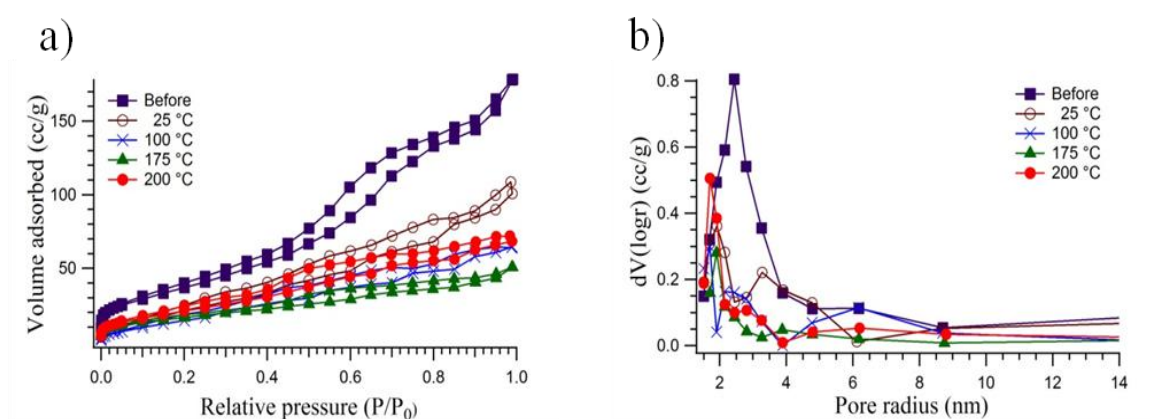 a)
Volume adsorbed (cc/g)
150
100
50
Before
25 °C
100 °C
175 °C
200 °C
0.0 0.2 0.4 0.6 0.8 1.0
Relative pressure (P/P0)
b)
dV(logr) (cc/g)
0.8
0.6
0.4
0.2
0.0
Before
25 °C
100 °C
175 °C
200 °C
2 4 6 8 10 12 14
Pore radius (nm)